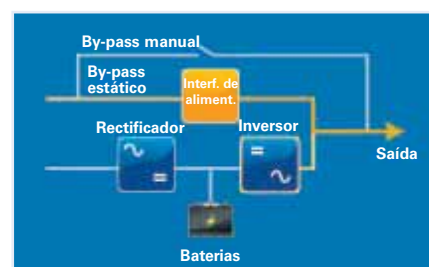 By-pass manual
By-pass
estático
Interf. de
aliment.
Rectificador
Inversor
Saída
Baterias